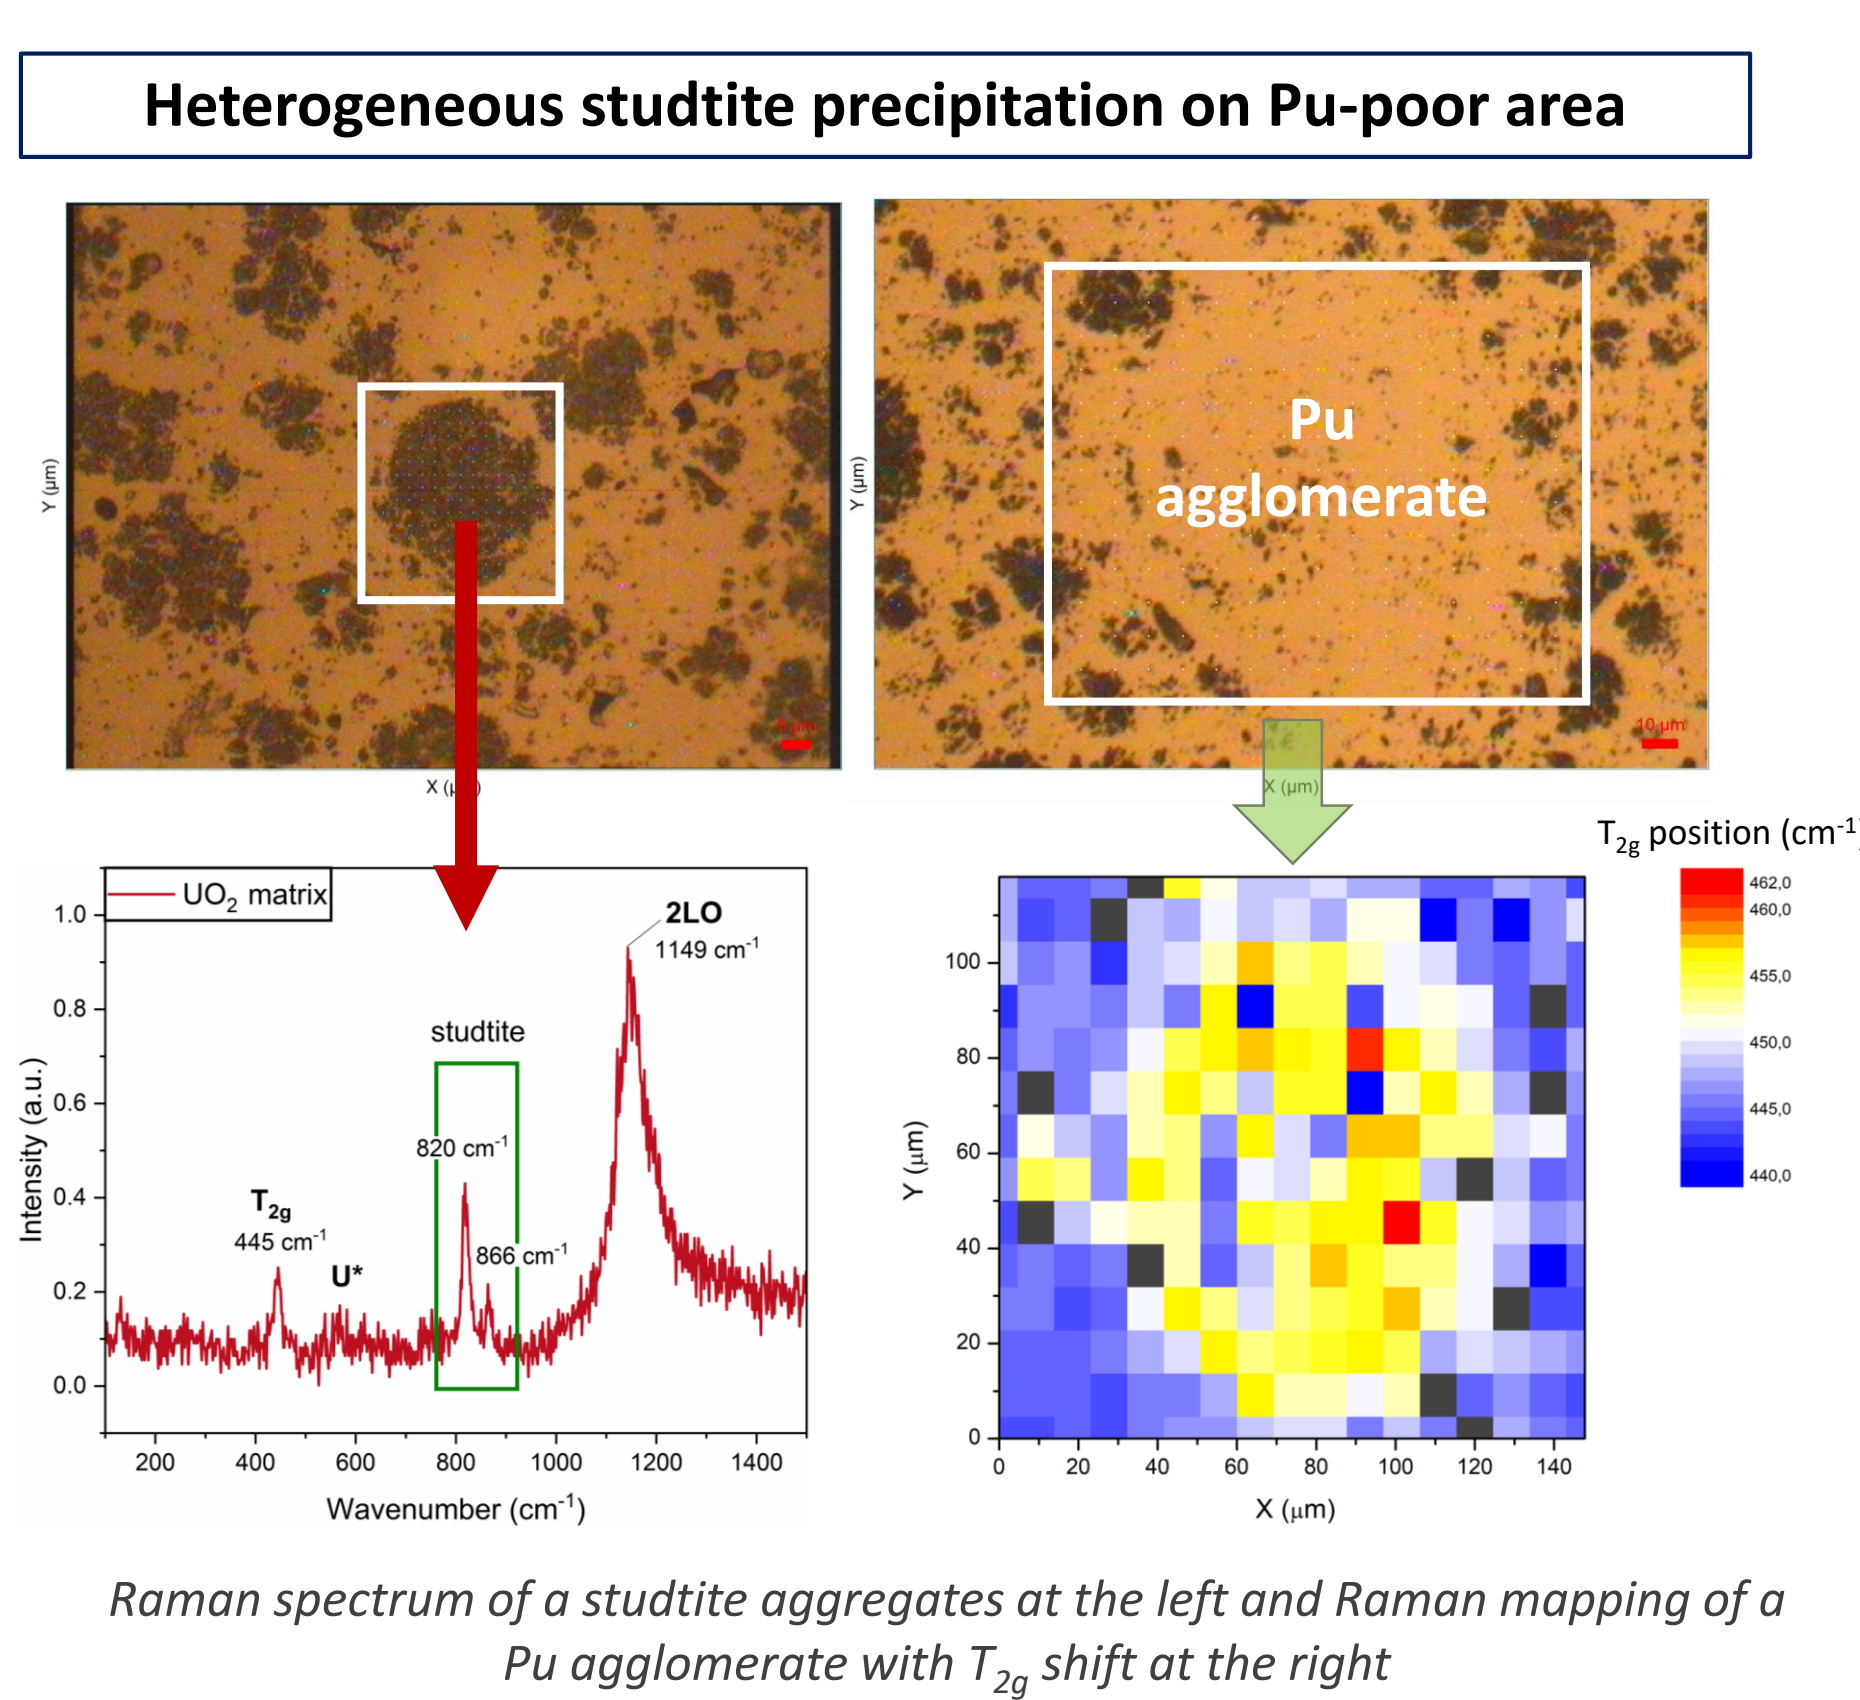 Heterogeneous studtite precipitation on Pu-poor area
Y (µm)
5 µm
Y (µm)
Pu
agglomerate
10 µm
X (µm)
T2g position (cm-1)
UO2 matrix
2LO
1149 cm-1
studtite
820 cm-1
866 cm-1
T2g
445 cm-1
U*
Intensity (a.u.)
1.0
0.8
0.6
0.4
0.2
0.0
200 400 600 800 1000 1200 1400
Wavenumber (cm-1)
462,0
460,0
455,0
450,0
445,0
440,0
Y (µm)
100
80
60
40
20
0
0 20 40 60 80 100 120 140
X (µm)
Raman spectrum of a studtite aggregates at the left and Raman mapping of a
Pu agglomerate with T2g shift at the right